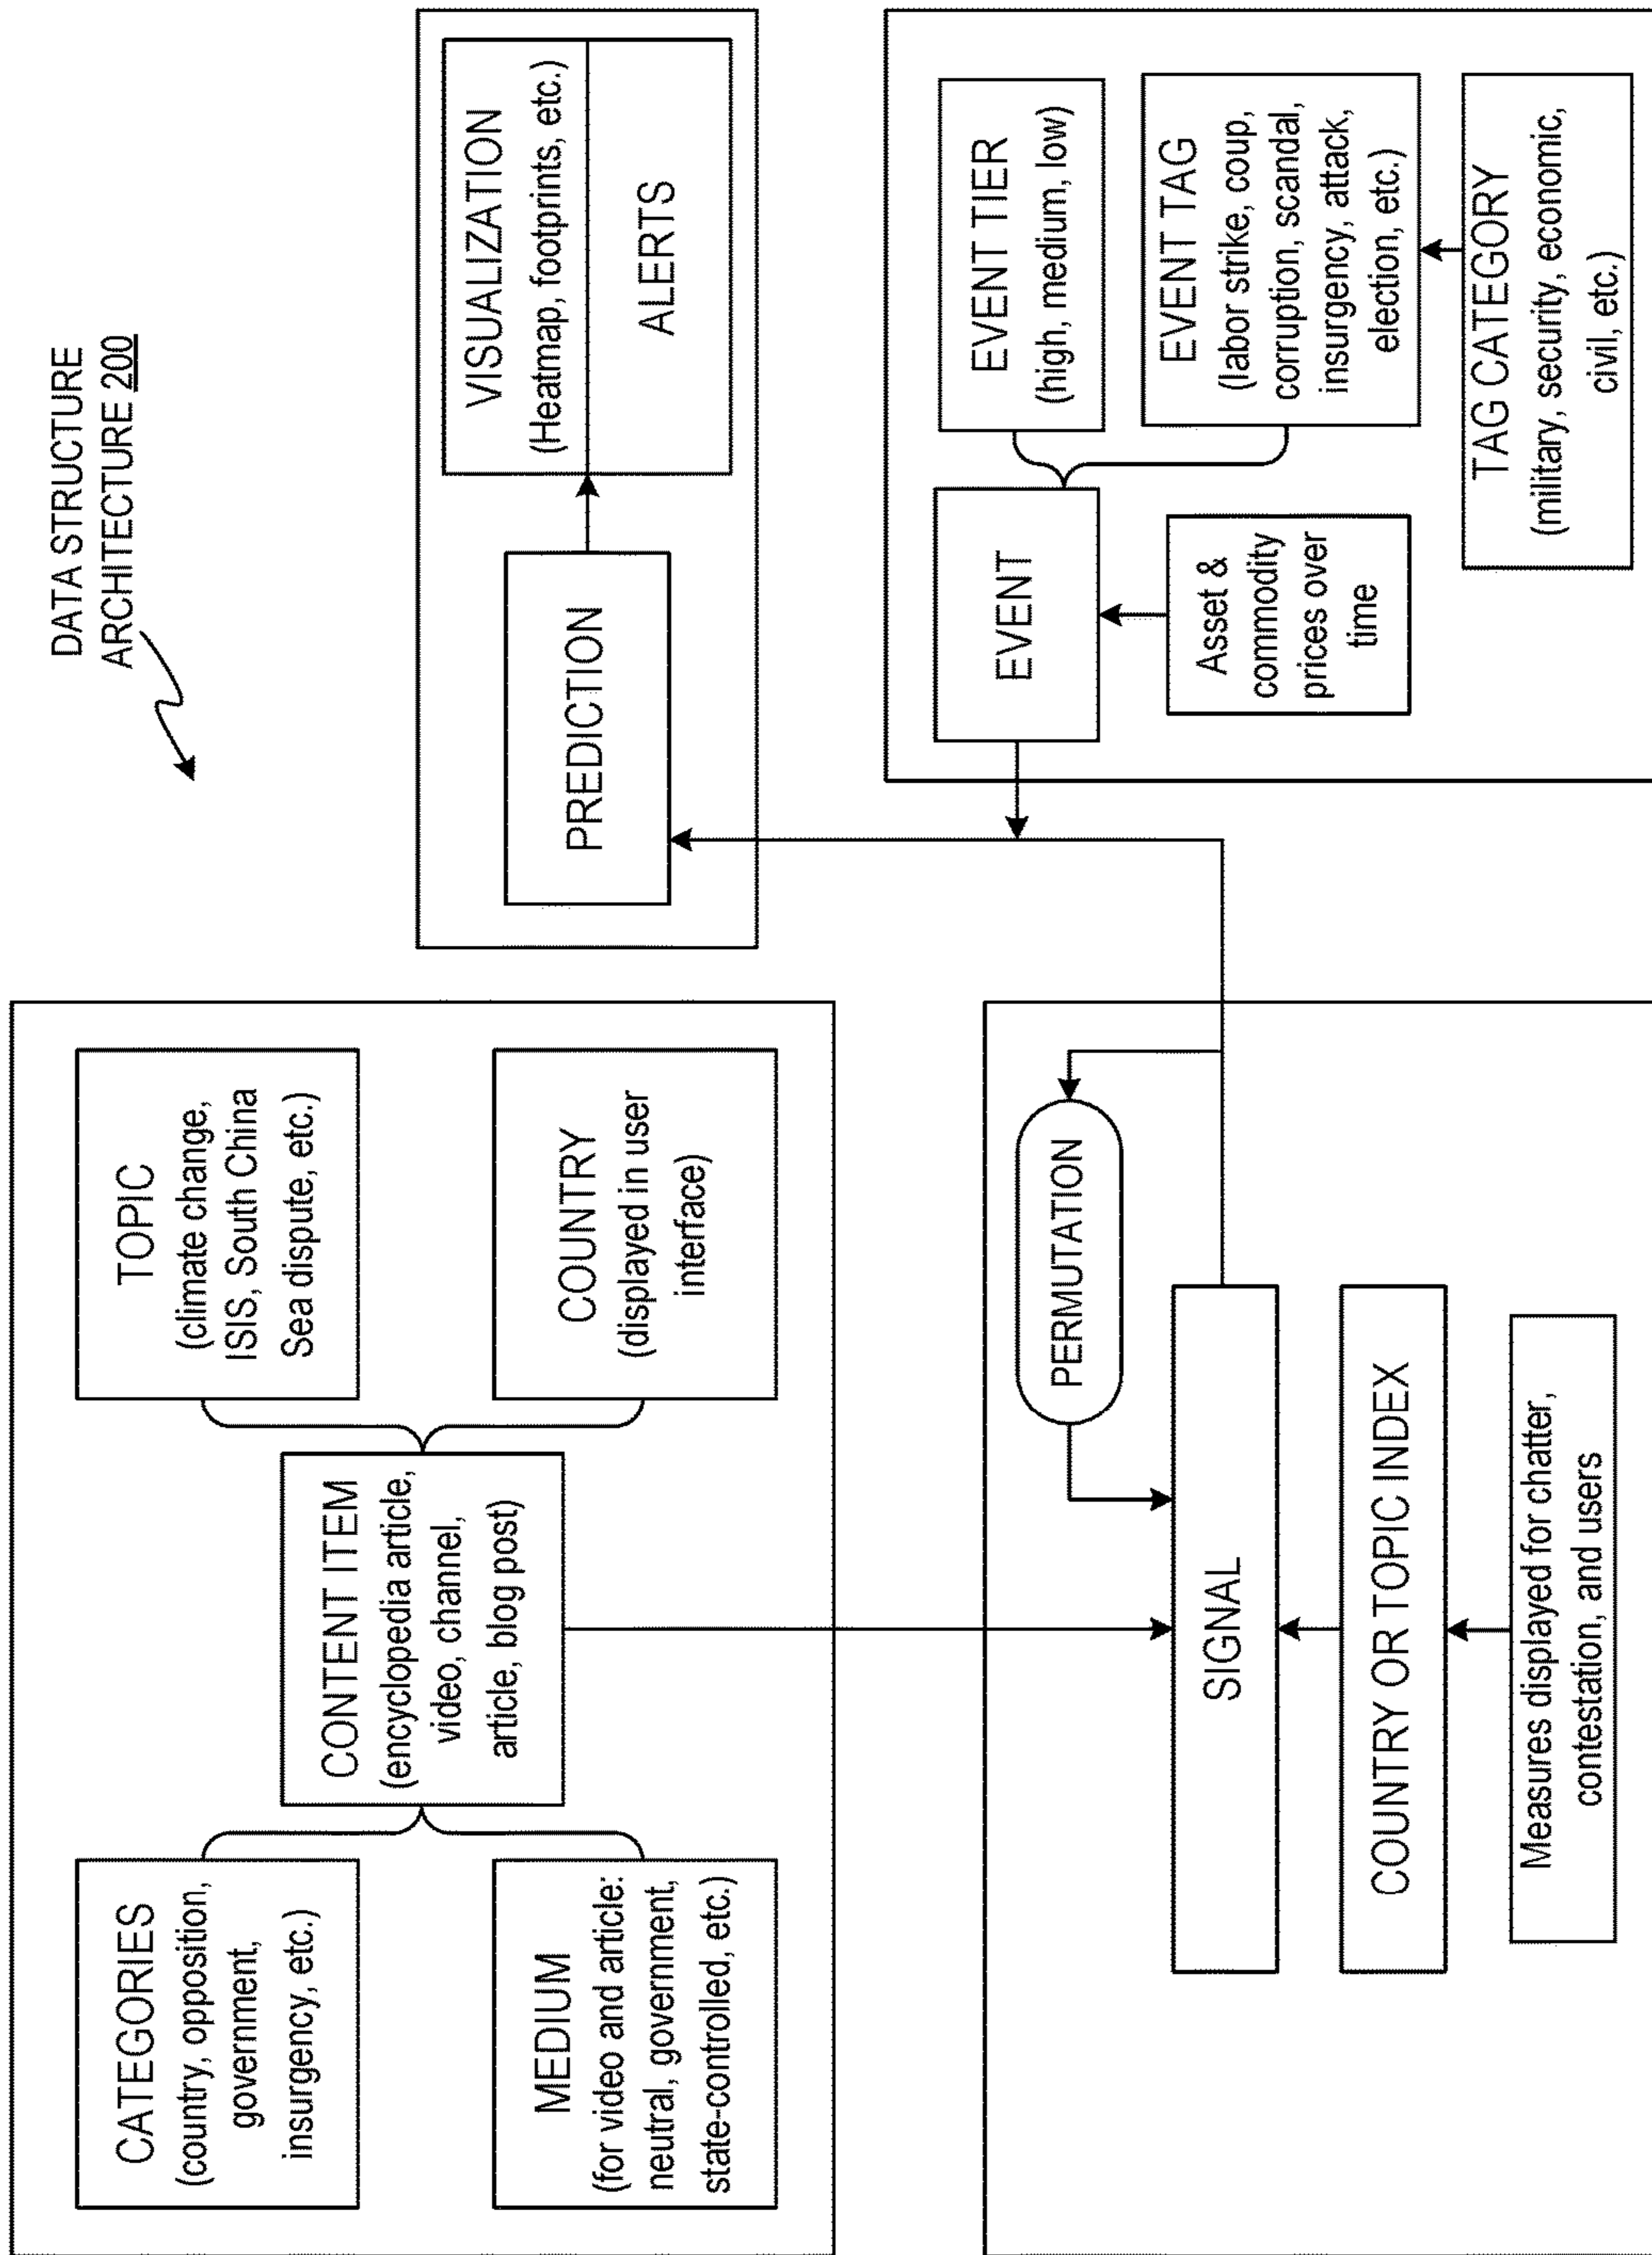 DATA STRUCTURE
ARCHITECTURE 200
CATEGORIES
(country, opposition,
government,
insurgency, etc.)
MEDIUM
(for video and article:
neutral, government,
state-controlled, etc.)
CONTENT ITEM
(encyclopedia article,
video, channel,
article, blog post)
TOPIC
(climate change,
ISIS, South China
Sea dispute, etc.)
COUNTRY
(displayed in user
interface)
PREDICTION
VISUALIZATION
(Heatmap, footprints, etc.)
ALERTS
PERMUTATION
SIGNAL
COUNTRY OR TOPIC INDEX
Measures displayed for chatter,
contestation, and users
EVENT
Asset &
commodity
prices over
time
EVENT TIER
(high, medium, low)
EVENT TAG
(labor strike, coup,
corruption, scandal,
insurgency, attack,
election, etc.)
TAG CATEGORY
(military, security, economic,
civil, etc.)